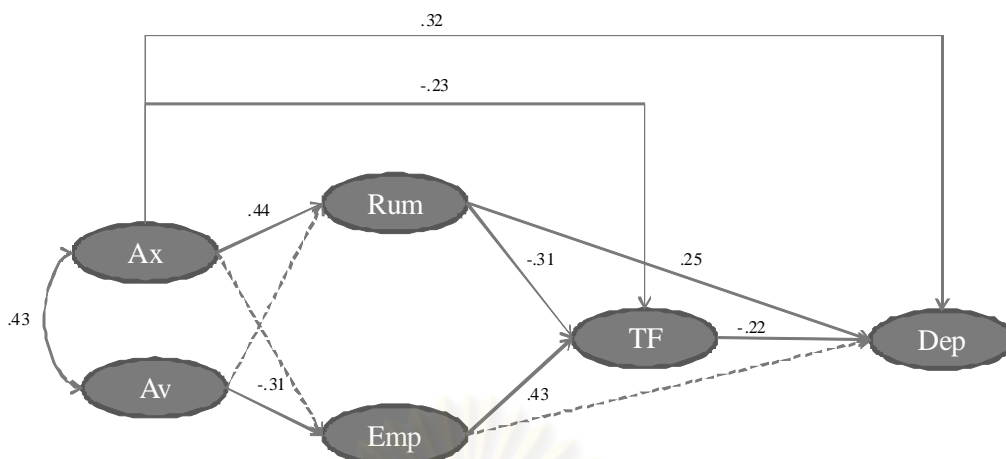 .32
-.23
Rum
.44
Ax
-.31
.25
.43
TF
-.22
Dep
Av
-.31
.43
Emp